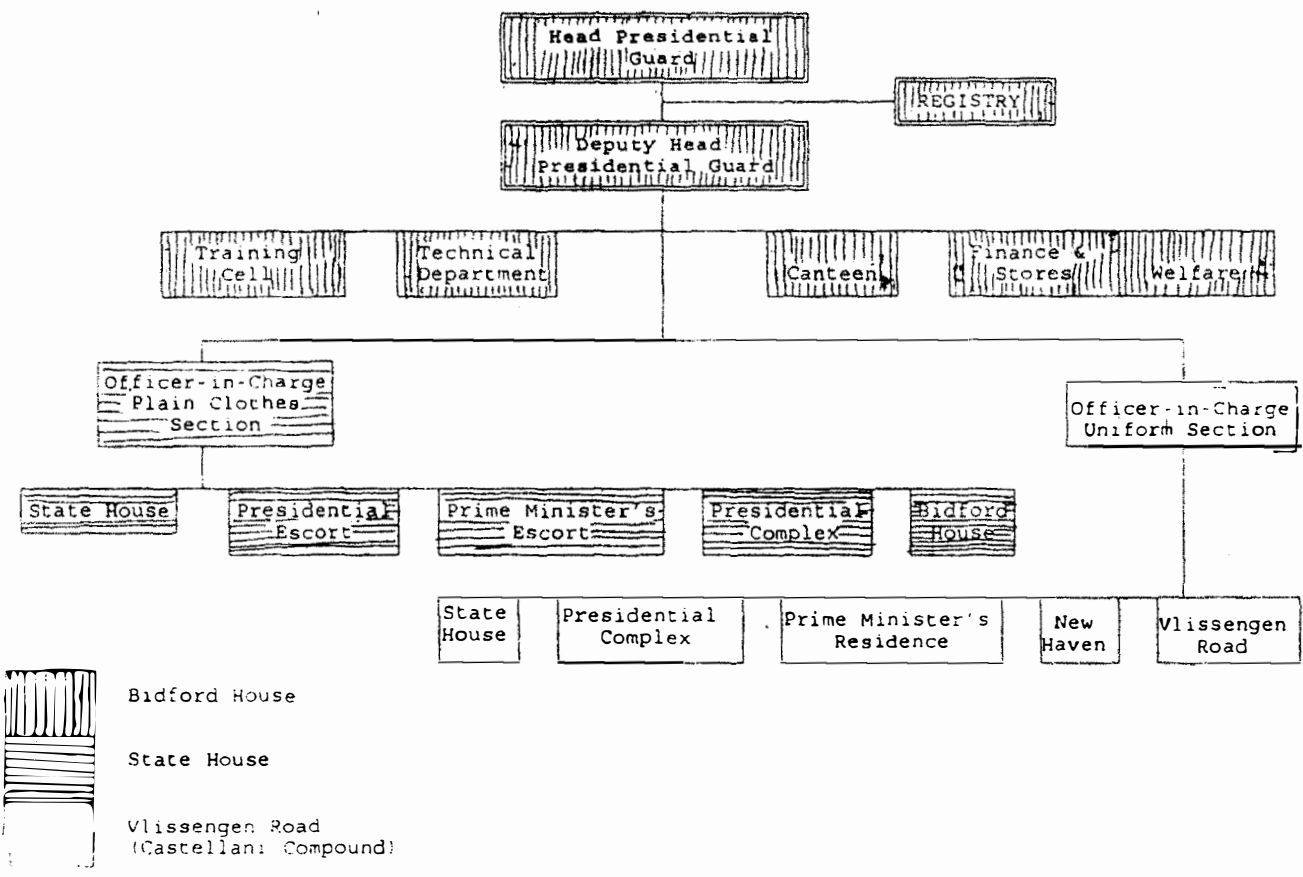 Head Presidential
Guard
REGISTRY
Deputy Head
Presidential Guard
Training
Cell
Technical
Department
Canteen
Finance &
Stores
Welfare
Officer-in-Charge
Plain Clothes
Section
Officer-in-Charge
Uniform Section
State House
Presidential
Escort
Prime Minister's
Escort
Presidential
Complex
Bidford
House
State
House
Presidential
Complex
Prime Minister's
Residence
New
Haven
Vlissengen
Road
Bidford House
State House
Vlissengen Road
(Castellani Compound)